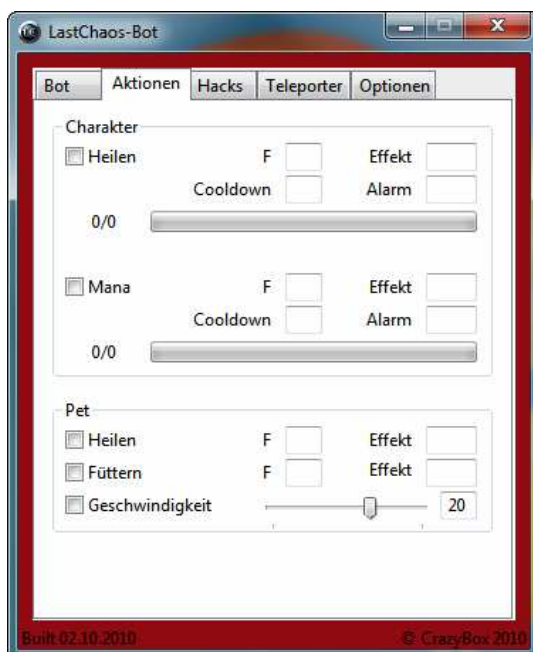 LastChaos-Bot
Bot Aktionen Hacks Teleporter Optionen
Charakter
Heilen F Effekt
Cooldown Alarm
0/0
Mana F Effekt
Cooldown Alarm
0/0
Pet
Heilen F Effekt
Füttern F Effekt
Geschwindigkeit 20
Built 02.10.2010 © CrazyBox 2010